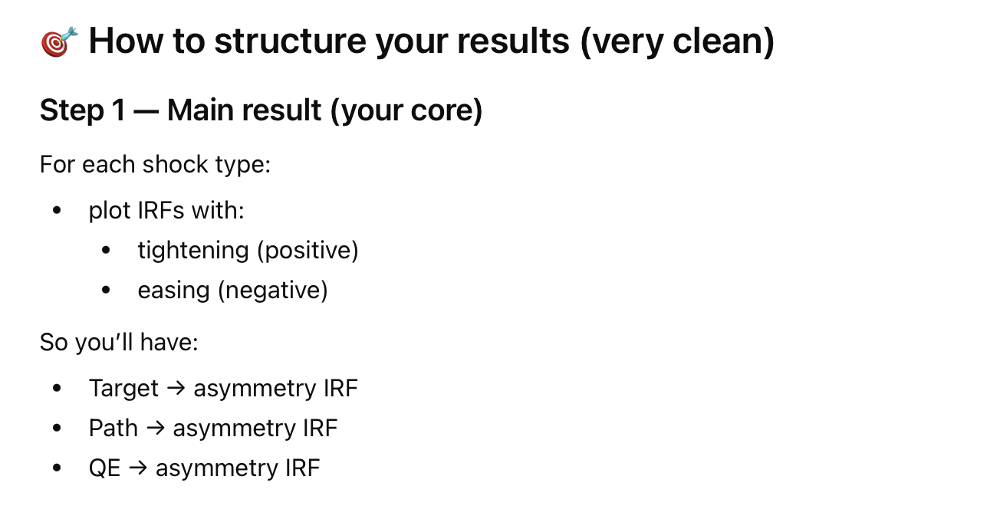 🎯 How to structure your results (very clean)
Step 1 — Main result (your core)
For each shock type:
• plot IRFs with:
• tightening (positive)
• easing (negative)
So you’ll have:
• Target → asymmetry IRF
• Path → asymmetry IRF
• QE → asymmetry IRF